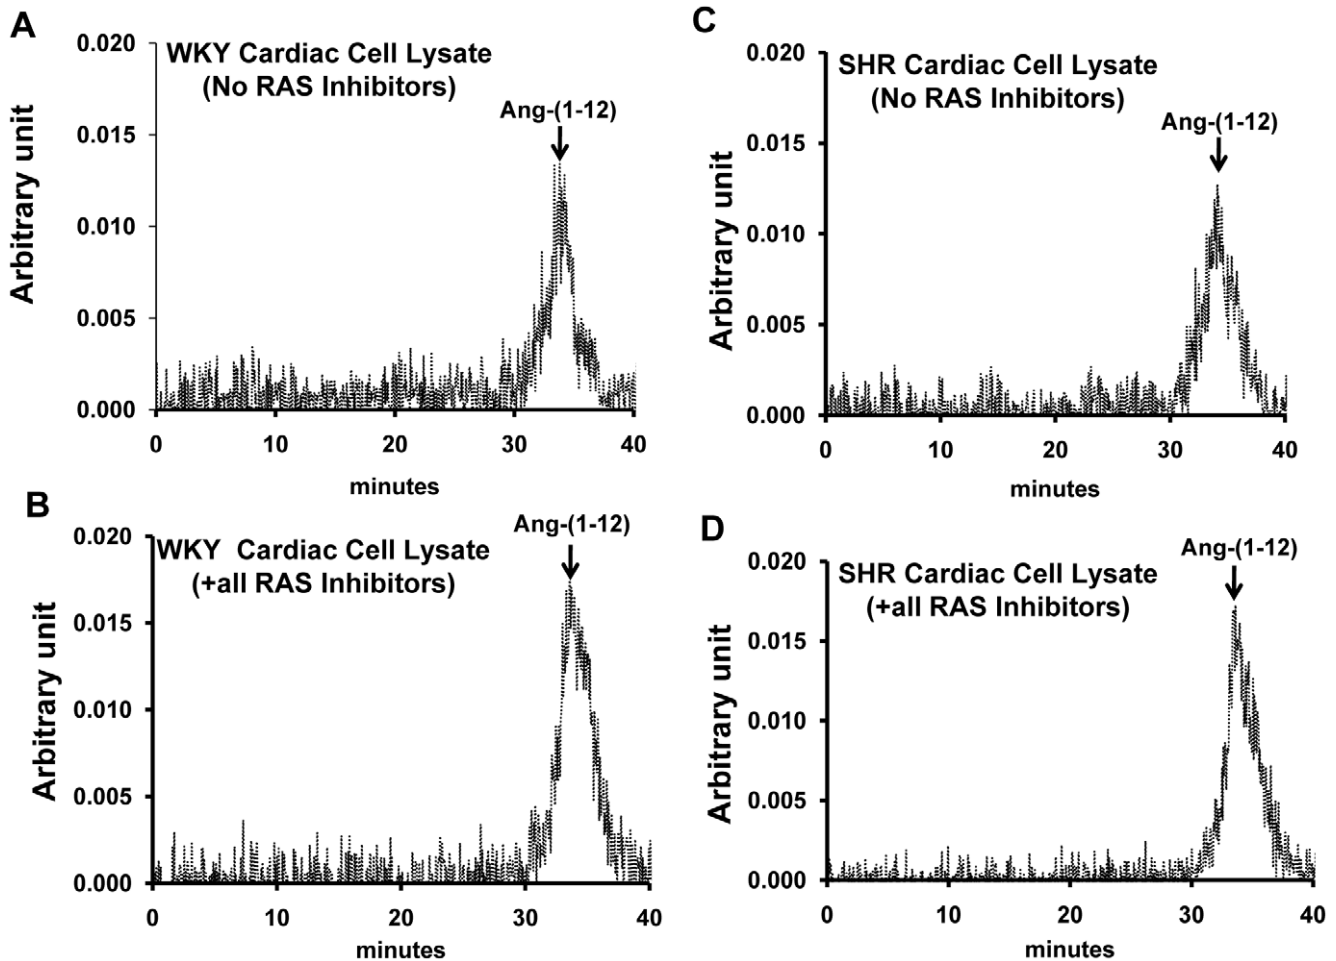 A
0.020
WKY Cardiac Cell Lysate
(No RAS Inhibitors)
Ang-(1-12)
0.015
0.010
0.005
0.000
Arbitrary unit
0 10 20 30 40
minutes
B
0.020
Ang-(1-12)
WKY Cardiac Cell Lysate
(+all RAS Inhibitors)
0.015
0.010
0.005
0.000
Arbitrary unit
0 10 20 30 40
minutes
C
0.020
SHR Cardiac Cell Lysate
(No RAS Inhibitors)
Ang-(1-12)
0.015
0.010
0.005
0.000
Arbitrary unit
0 10 20 30 40
minutes
D
Ang-(1-12)
0.020
SHR Cardiac Cell Lysate
(+all RAS Inhibitors)
0.015
0.010
0.005
0.000
Arbitrary unit
0 10 20 30 40
minutes